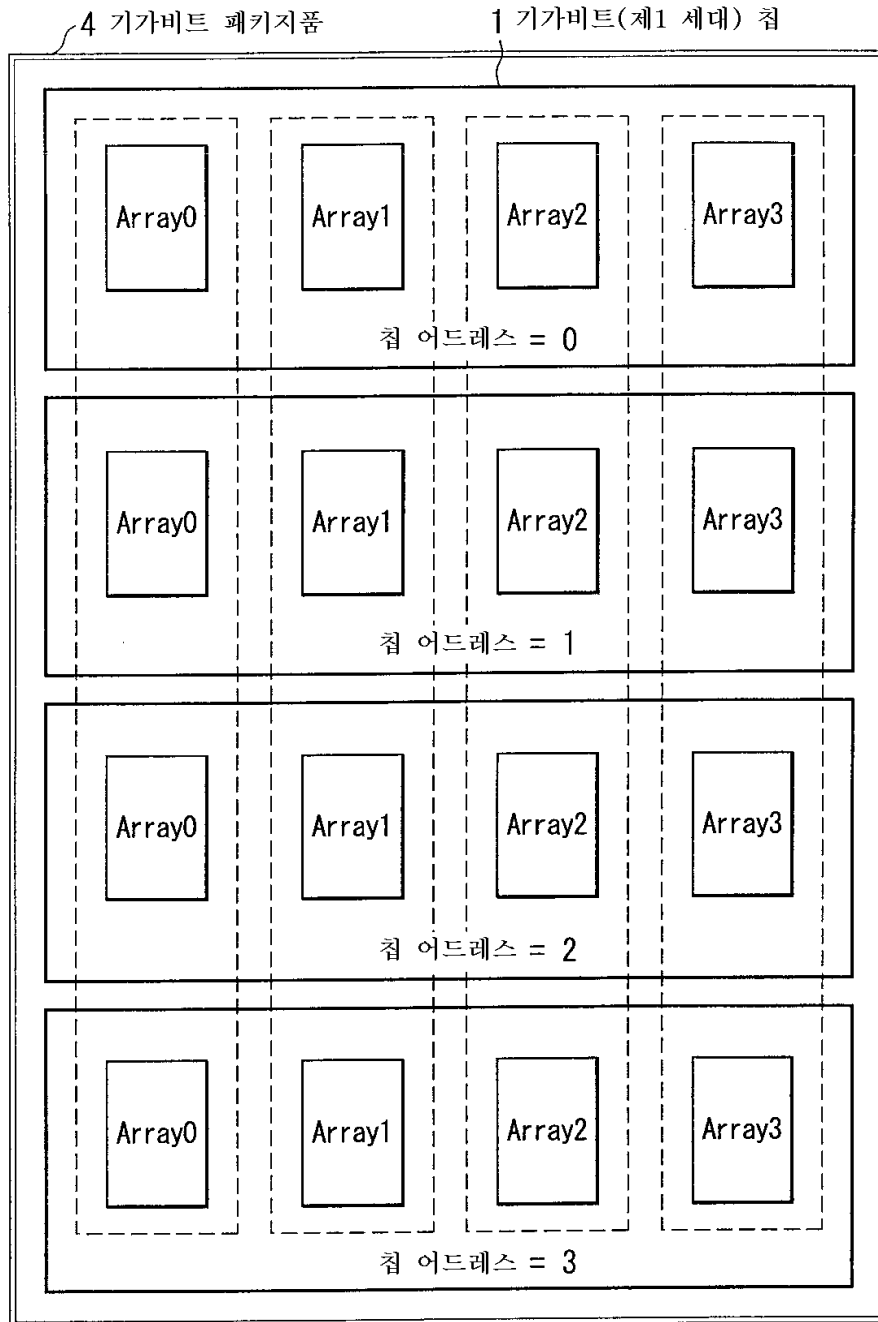 4 기가비트 패키지품
1 기가비트(제1 세대) 칩
Array0 Array1 Array2 Array3
칩 어드레스 = 0
Array0 Array1 Array2 Array3
칩 어드레스 = 1
Array0 Array1 Array2 Array3
칩 어드레스 = 2
Array0 Array1 Array2 Array3
칩 어드레스 = 3